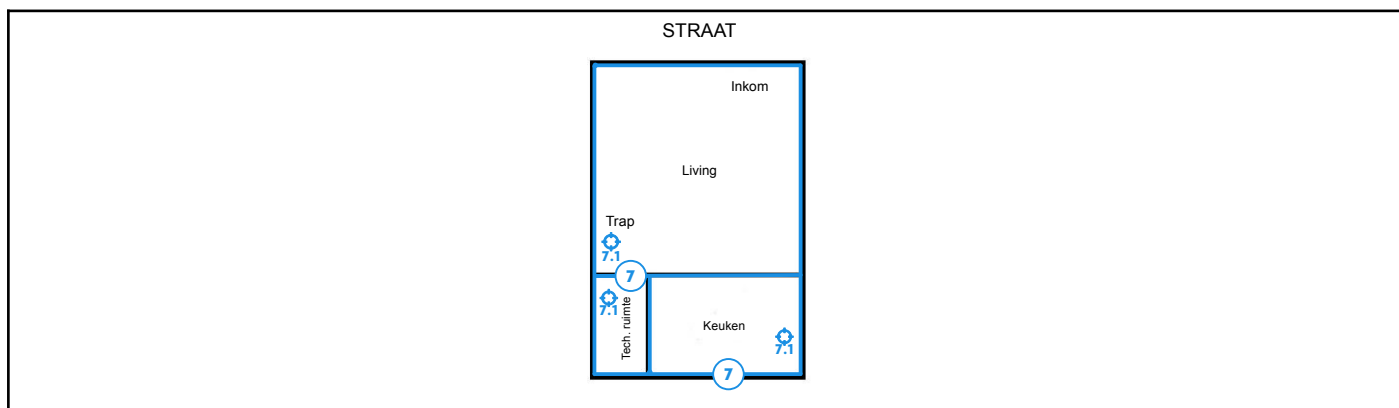 STRAAT
Inkom
Living
Trap
7.1
7
7.1
Tech. ruimte
Keuken
7.1
7